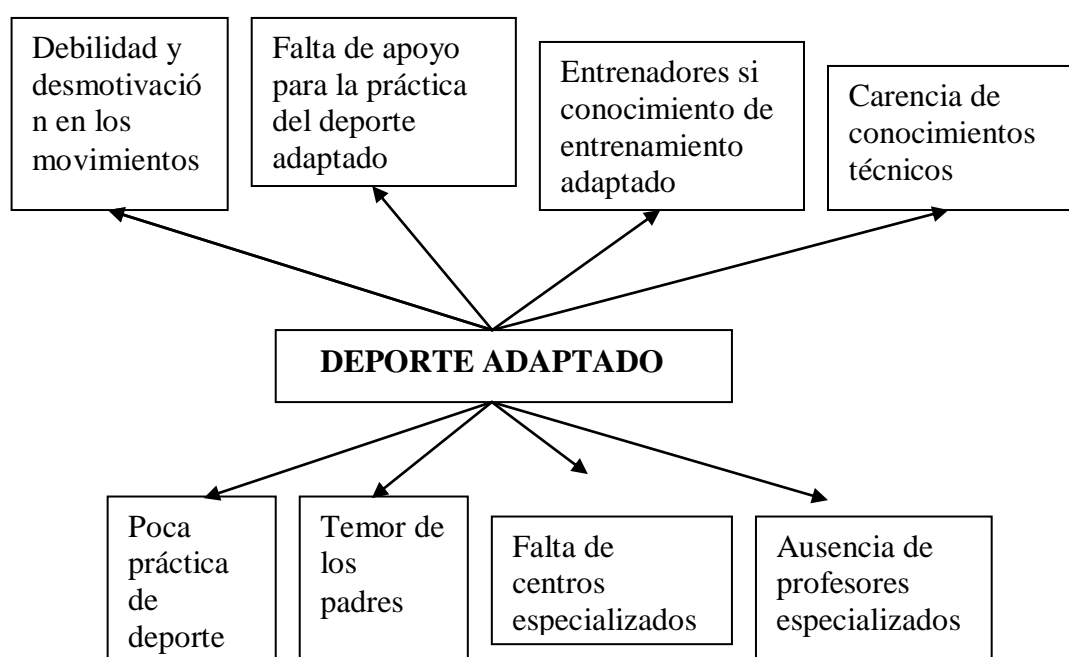 Debilidad y
desmotivació
n en los
movimientos
Falta de apoyo
para la práctica
del deporte
adaptado
Entrenadores si
conocimiento de
entrenamiento
adaptado
Carencia de
conocimientos
técnicos
DEPORTE ADAPTADO
Poca
práctica
de
deporte
Temor de
los
padres
Falta de
centros
especializados
Ausencia de
profesores
especializados